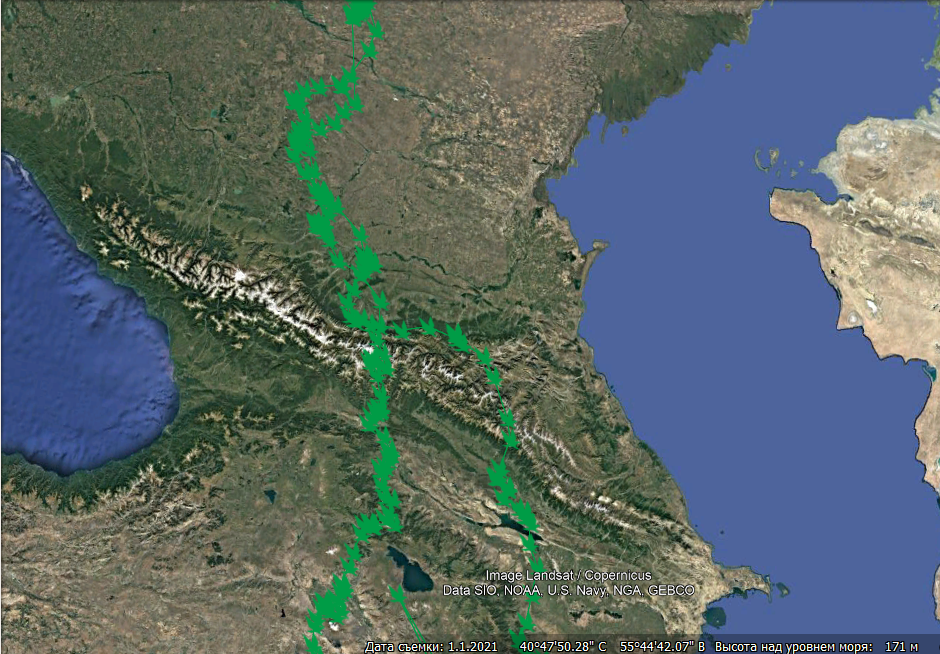 Image Landsat / Copernicus
Data SIO, NOAA, U.S. Navy, NGA, GEBCO
Дата съемки: 1.1.2021 40°47'50.28" С 55°44'42.07" В Высота над уровнем моря: 171 м